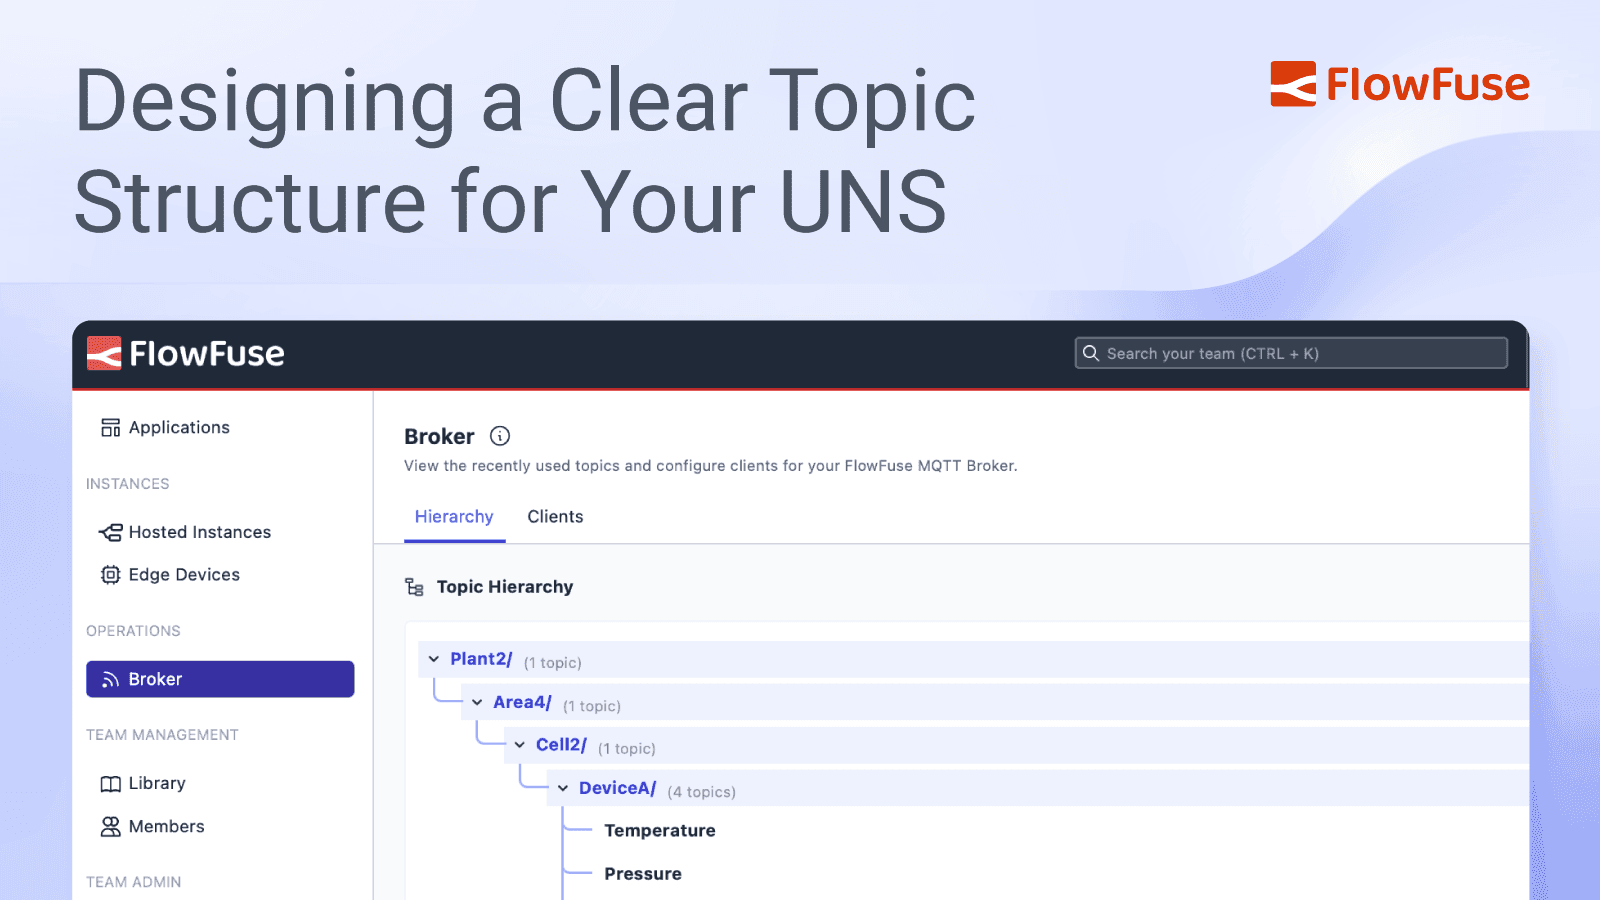 Designing a Clear Topic
Structure for Your UNS
FlowFuse
FlowFuse
Search your team (CTRL + K)
Applications
INSTANCES
Hosted Instances
Edge Devices
OPERATIONS
Broker
TEAM MANAGEMENT
Library
Members
TEAM ADMIN
Broker
View the recently used topics and configure clients for your FlowFuse MQTT Broker.
Hierarchy Clients
Topic Hierarchy
Plant2/ (1 topic)
Area4/ (1 topic)
Cell2/ (1 topic)
DeviceA/ (4 topics)
Temperature
Pressure